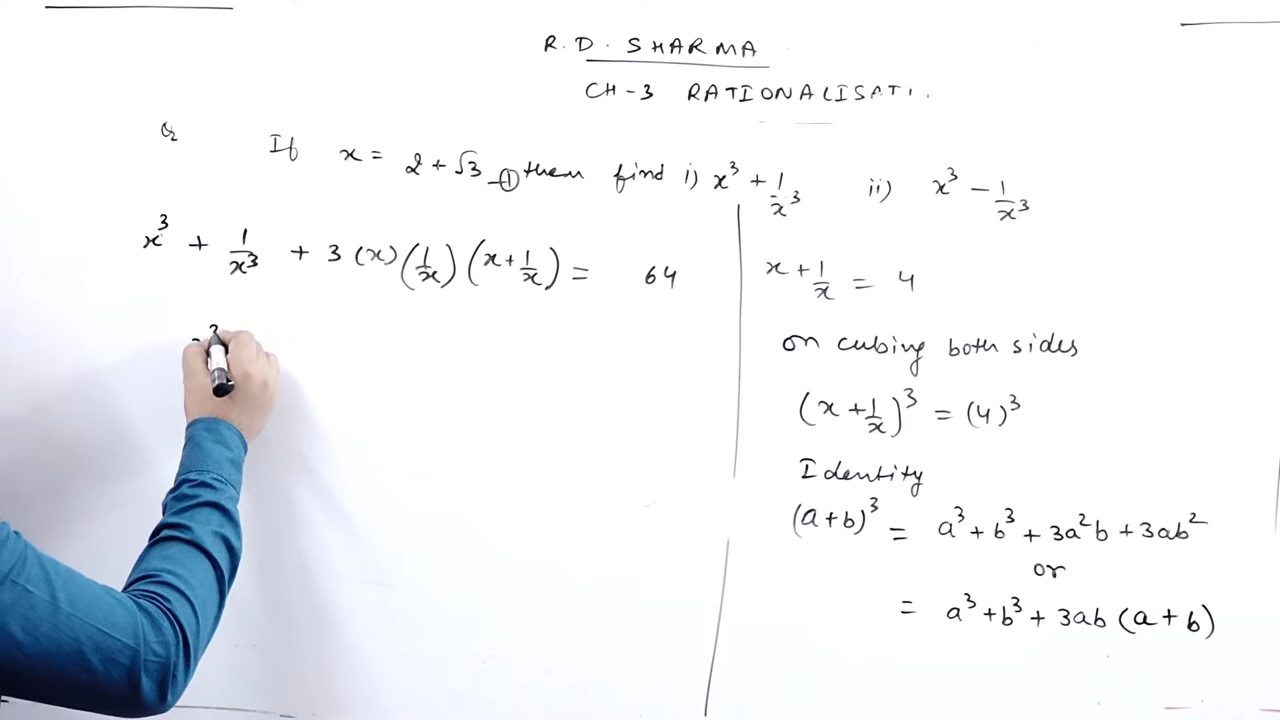 R. D. SHARMA
CH-3 RATIONALISATI
Q If x = 2 + √3 —① them find i) x³ + 1/x³ ii) x³ − 1/x³
x³ + 1/x³ + 3 (x) (1/x) (x + 1/x) = 64
x + 1/x = 4
on cubing both sides
(x + 1/x)³ = (4)³
Identity
(a+b)³ = a³ + b³ + 3a²b + 3ab²
or
= a³ + b³ + 3ab (a + b)